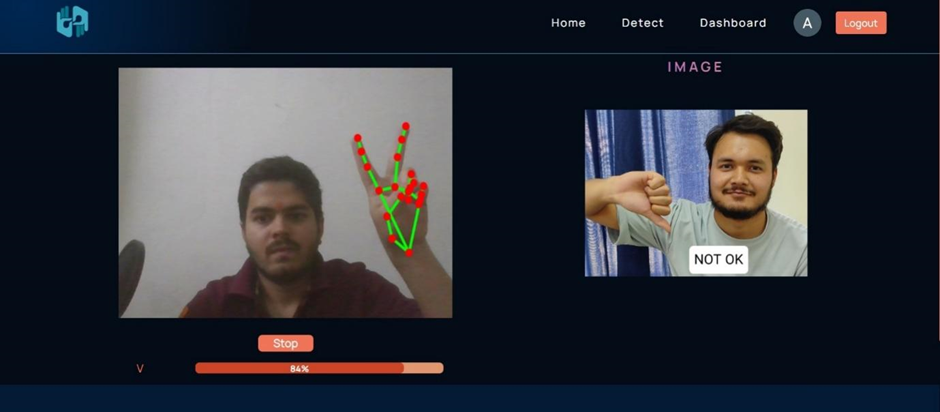 Home Detect Dashboard A Logout
IMAGE
NOT OK
Stop
V 84%